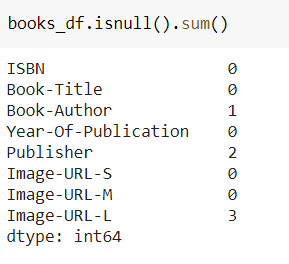 books_df.isnull().sum()
ISBN 0
Book-Title 0
Book-Author 1
Year-Of-Publication 0
Publisher 2
Image-URL-S 0
Image-URL-M 0
Image-URL-L 3
dtype: int64